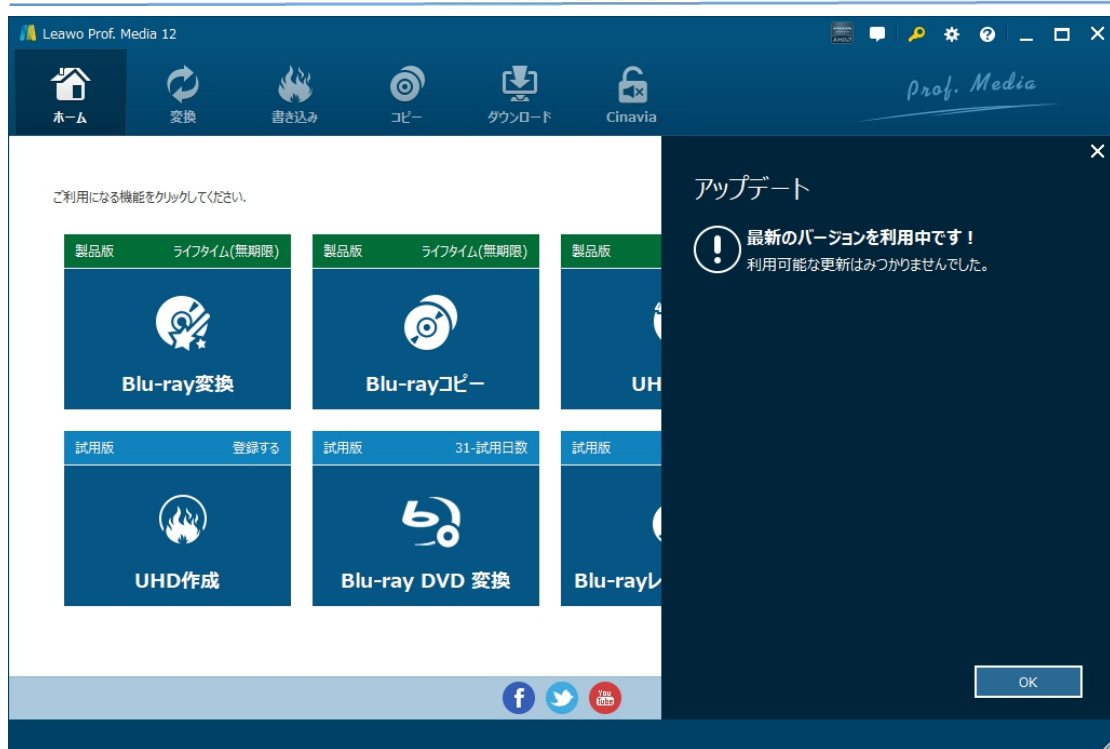 Leawo Prof. Media 12
ホーム
変換
書き込み
コピー
ダウンロード
Cinavia
Prof. Media
ご利用になる機能をクリックしてください.
製品版 ライフタイム(無期限)
Blu-ray変換
製品版 ライフタイム(無期限)
Blu-rayコピー
製品版
UH
試用版 登録する
UHD作成
試用版 31-試用日数
Blu-ray DVD 変換
試用版
Blu-rayレ
アップデート
最新のバージョンを利用中です！
利用可能な更新はみつかりませんでした。
OK
You
Tube